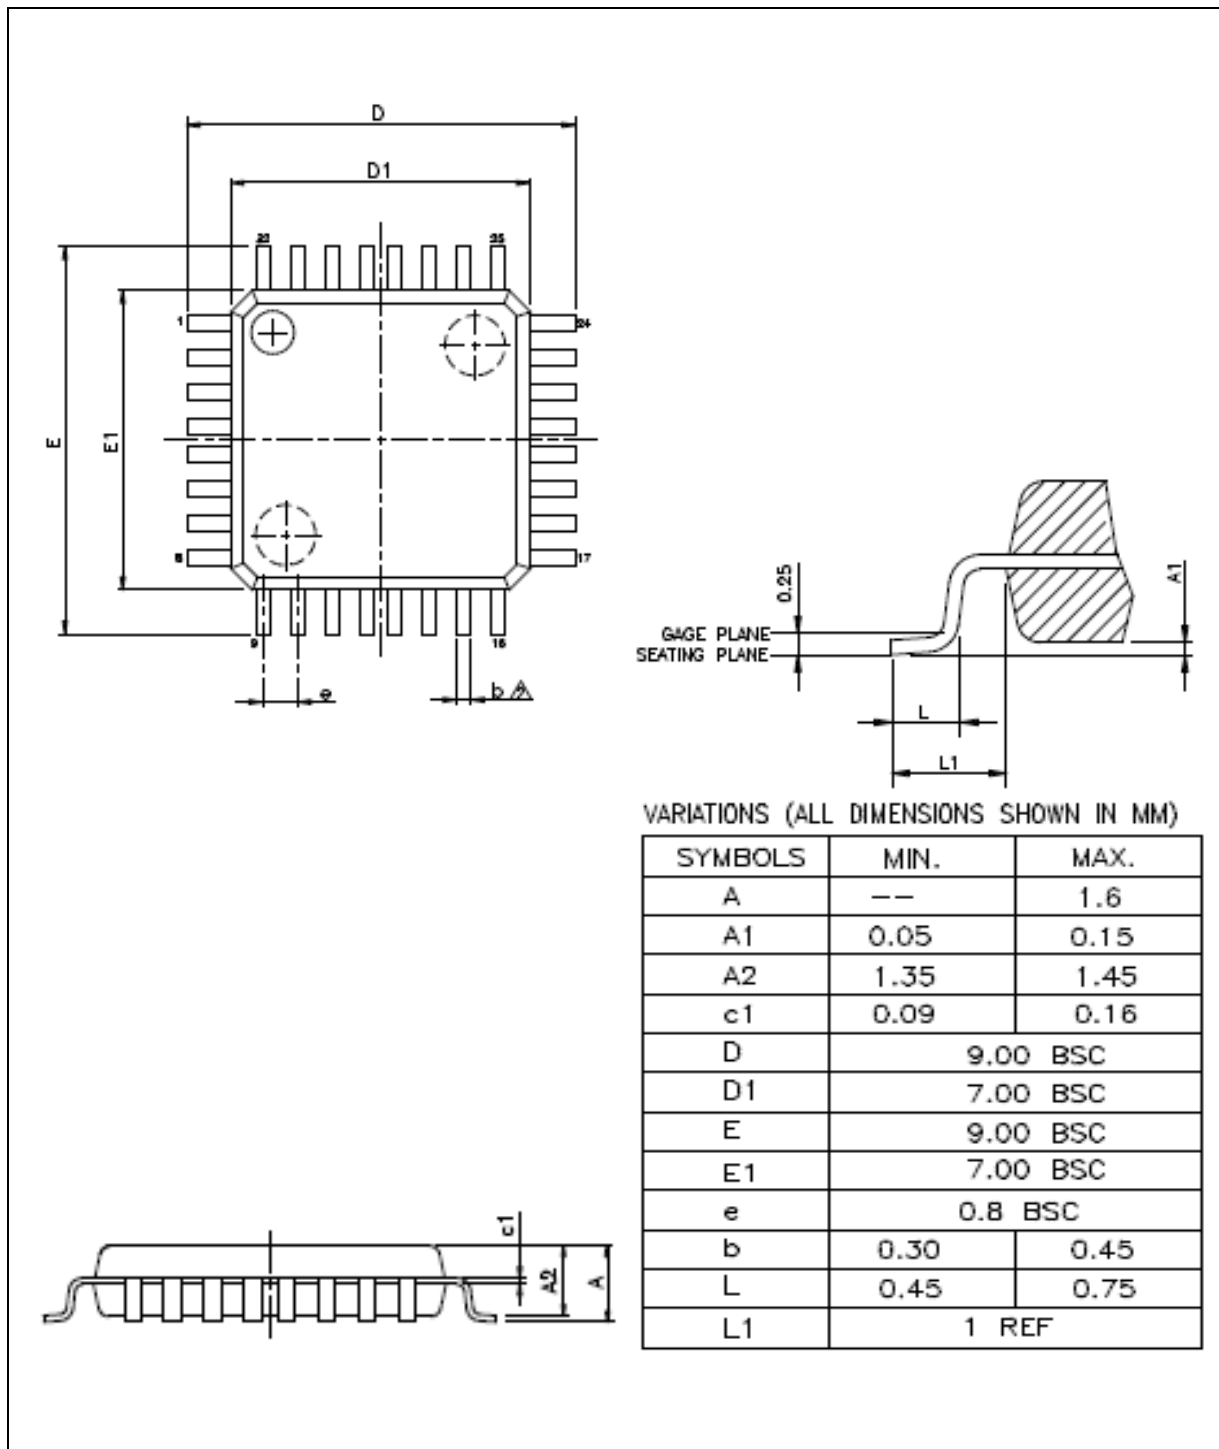 D
D1
25
1
24
E
E1
8
17
9
16
e
b
0.25
A1
GAGE PLANE
SEATING PLANE
L
L1
VARIATIONS (ALL DIMENSIONS SHOWN IN MM)
SYMBOLS MIN. MAX.
A -- 1.6
A1 0.05 0.15
A2 1.35 1.45
c1 0.09 0.16
D 9.00 BSC
D1 7.00 BSC
E 9.00 BSC
E1 7.00 BSC
e 0.8 BSC
b 0.30 0.45
L 0.45 0.75
L1 1 REF
c1
A2
A